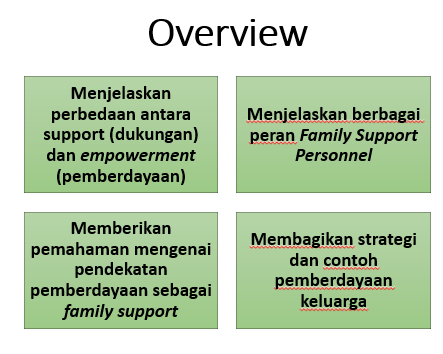 Overview
Menjelaskan
perbedaan antara
support (dukungan)
dan empowerment
(pemberdayaan)
Menjelaskan berbagai
peran Family Support
Personnel
Memberikan
pemahaman mengenai
pendekatan
pemberdayaan sebagai
family support
Membagikan strategi
dan contoh
pemberdayaan
keluarga